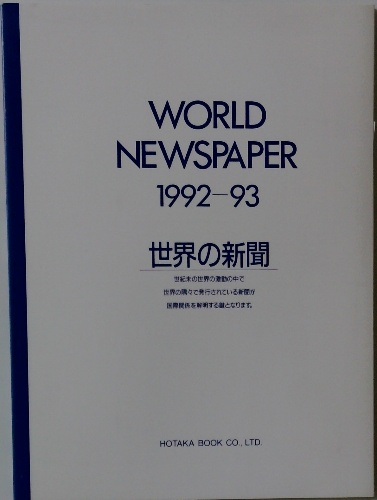 WORLD
NEWSPAPER
1992-93
世界の新聞
世紀末の世界の激動の中で
世界の隅々で発行されている新聞が
国際関係を解明する鍵となります。
HOTAKA BOOK CO., LTD.